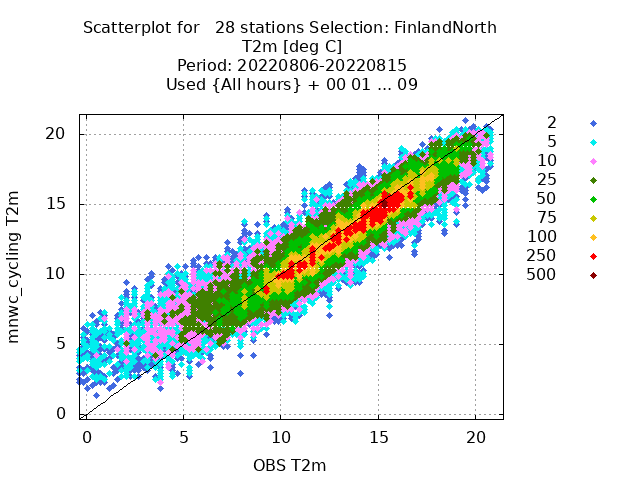 Scatterplot for   28 stations Selection: FinlandNorth
T2m [deg C]
Period: 20220806-20220815
Used {All hours} + 00 01 ... 09
mnwc_cycling T2m
20
15
10
5
0
0 5 10 15 20
OBS T2m
2
5
10
25
50
75
100
250
500